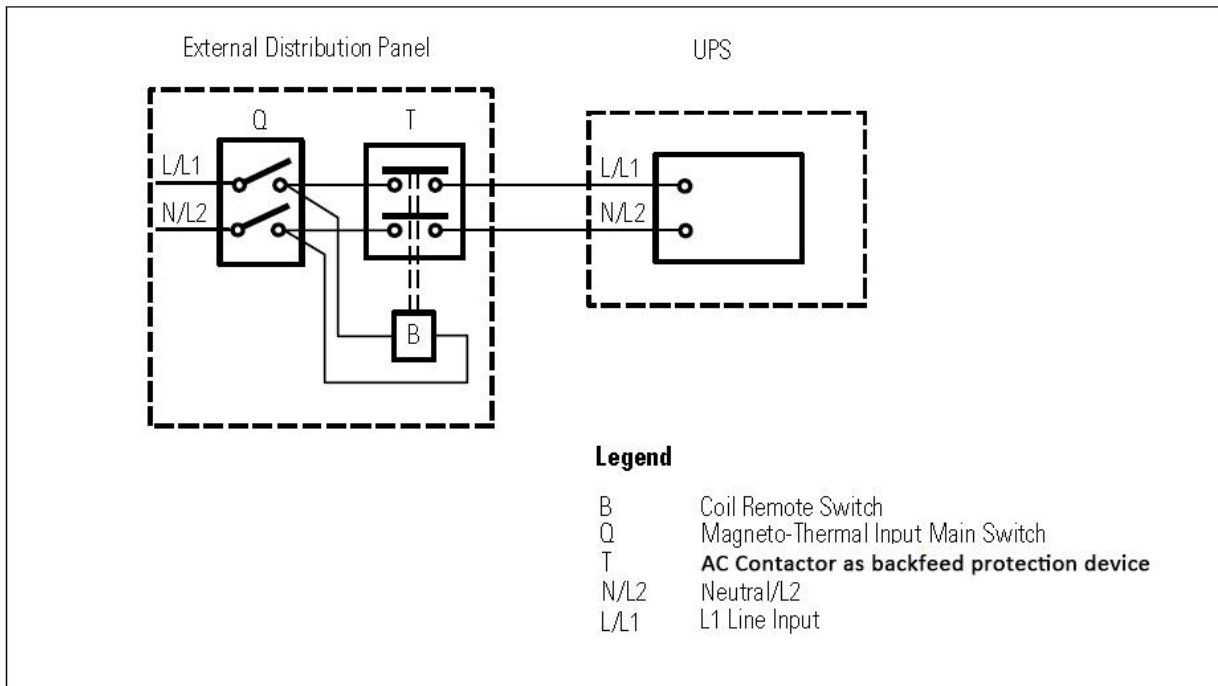 External Distribution Panel
UPS
Q
T
L/L1
N/L2
L/L1
N/L2
B
Legend
B Coil Remote Switch
Q Magneto-Thermal Input Main Switch
T AC Contactor as backfeed protection device
N/L2 Neutral/L2
L/L1 L1 Line Input